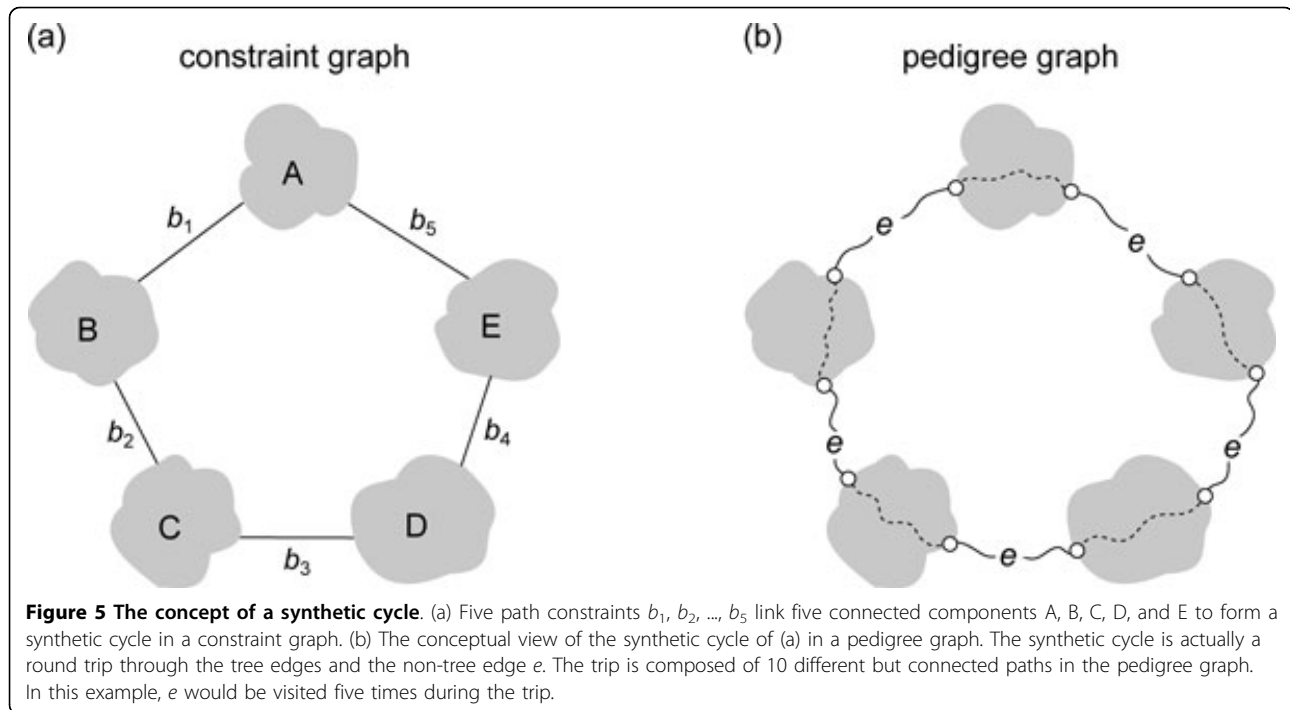 (a)
constraint graph
A
b1
b5
B
E
b2
b4
C
D
b3
(b)
pedigree graph
e
e
e
e
e
Figure 5 The concept of a synthetic cycle. (a) Five path constraints b1, b2, ..., b5 link five connected components A, B, C, D, and E to form a
synthetic cycle in a constraint graph. (b) The conceptual view of the synthetic cycle of (a) in a pedigree graph. The synthetic cycle is actually a
round trip through the tree edges and the non-tree edge e. The trip is composed of 10 different but connected paths in the pedigree graph.
In this example, e would be visited five times during the trip.